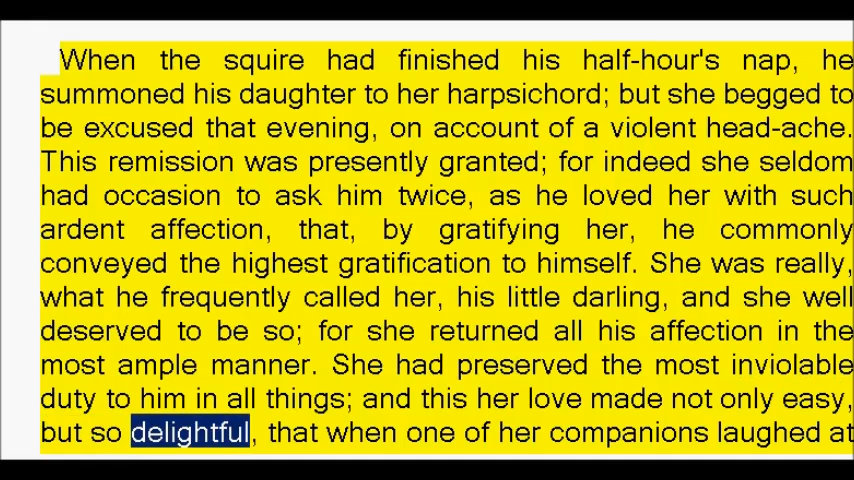 When the squire had finished his half-hour's nap, he
summoned his daughter to her harpsichord; but she begged to
be excused that evening, on account of a violent head-ache.
This remission was presently granted; for indeed she seldom
had occasion to ask him twice, as he loved her with such
ardent affection, that, by gratifying her, he commonly
conveyed the highest gratification to himself. She was really,
what he frequently called her, his little darling, and she well
deserved to be so; for she returned all his affection in the
most ample manner. She had preserved the most inviolable
duty to him in all things; and this her love made not only easy,
but so delightful, that when one of her companions laughed at